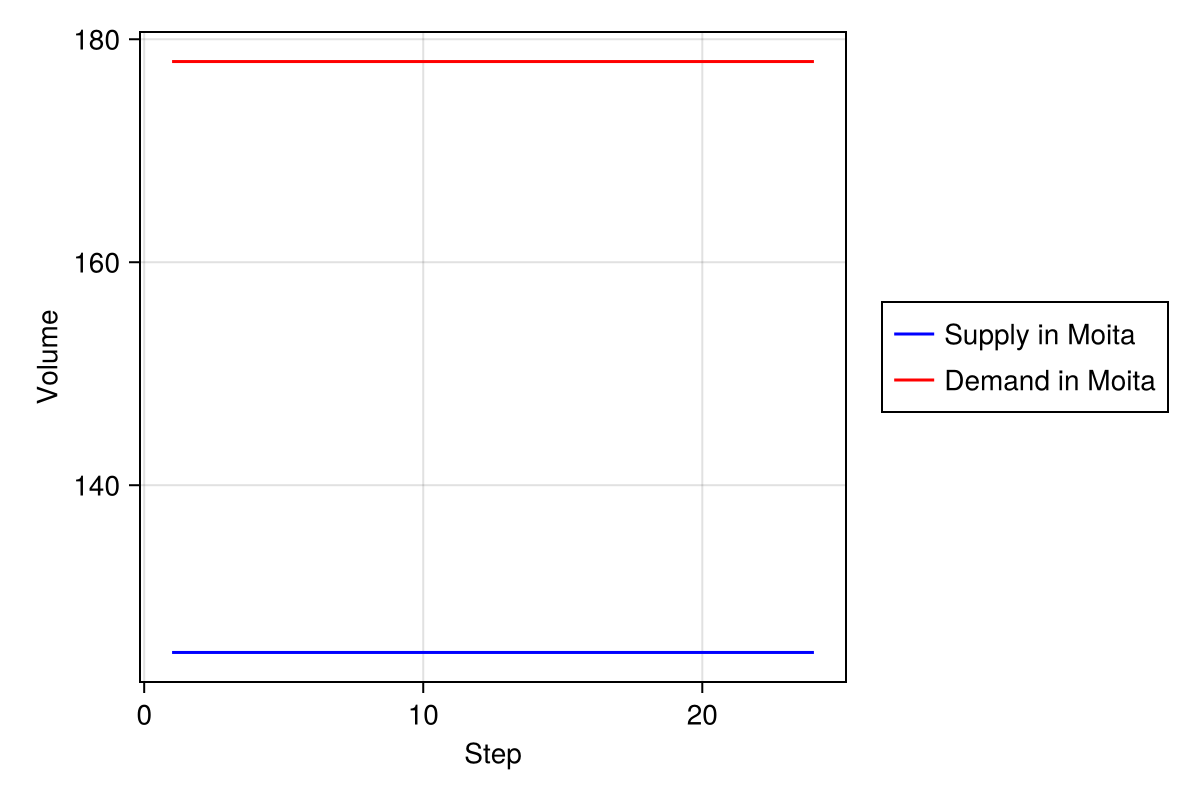 180
160
140
Volume
0 10 20
Step
Supply in Moita
Demand in Moita